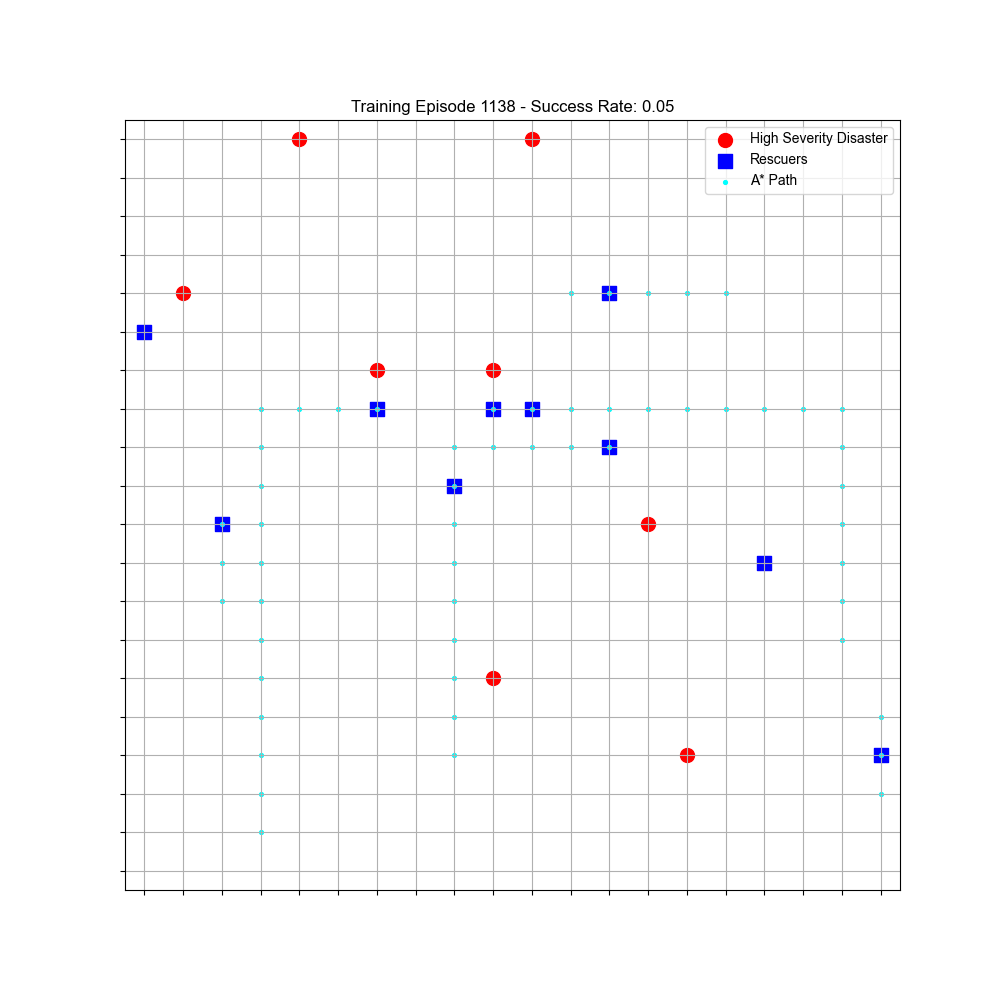 Training Episode 1138 - Success Rate: 0.05
High Severity Disaster
Rescuers
A* Path